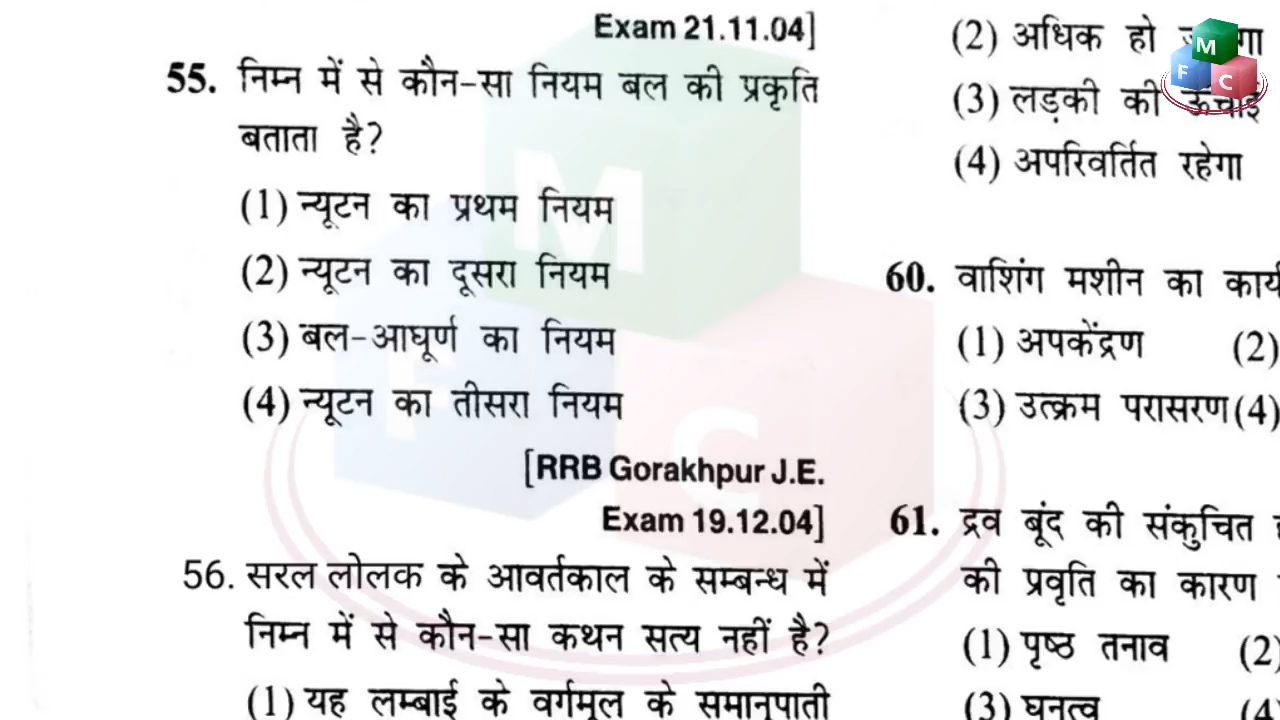 Exam 21.11.04]
55. निम्न में से कौन-सा नियम बल की प्रकृति
बताता है?
(1) न्यूटन का प्रथम नियम
(2) न्यूटन का दूसरा नियम
(3) बल-आघूर्ण का नियम
(4) न्यूटन का तीसरा नियम
[RRB Gorakhpur J.E.
Exam 19.12.04]
56. सरल लोलक के आवर्तकाल के सम्बन्ध में
निम्न में से कौन-सा कथन सत्य नहीं है?
(1) यह लम्बाई के वर्गमूल के समानुपाती
(2) अधिक हो
(3) लड़की की ऊंचाई
(4) अपरिवर्तित रहेगा
60. वाशिंग मशीन का कार्य
(1) अपकेंद्रण (2)
(3) उत्क्रम परासरण (4)
61. द्रव बूंद की संकुचित
की प्रवृति का कारण
(1) पृष्ठ तनाव (2)
(3) घनत्व (4)
M
F
C
M
F
C